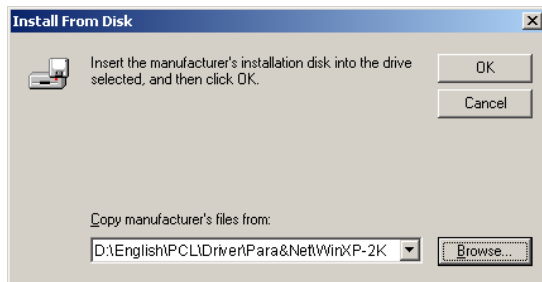 Install From Disk
Insert the manufacturer's installation disk into the drive
selected, and then click OK.
OK
Cancel
Copy manufacturer's files from:
D:\English\PCL\Driver\Para&Net\WinXP-2K
Browse...